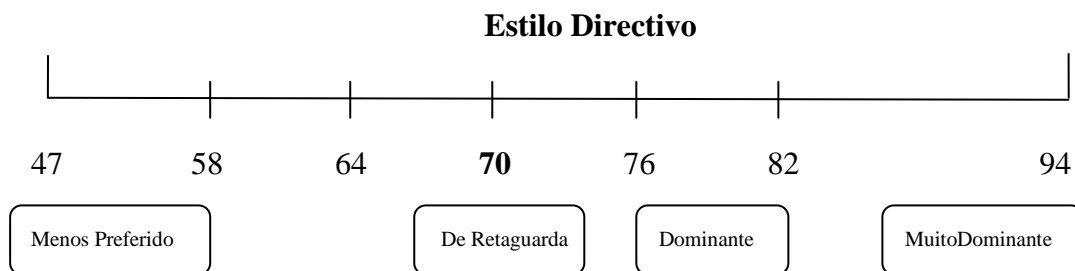 Estilo Directivo
47 58 64 70 76 82 94
Menos Preferido De Retaguarda Dominante MuitoDominante